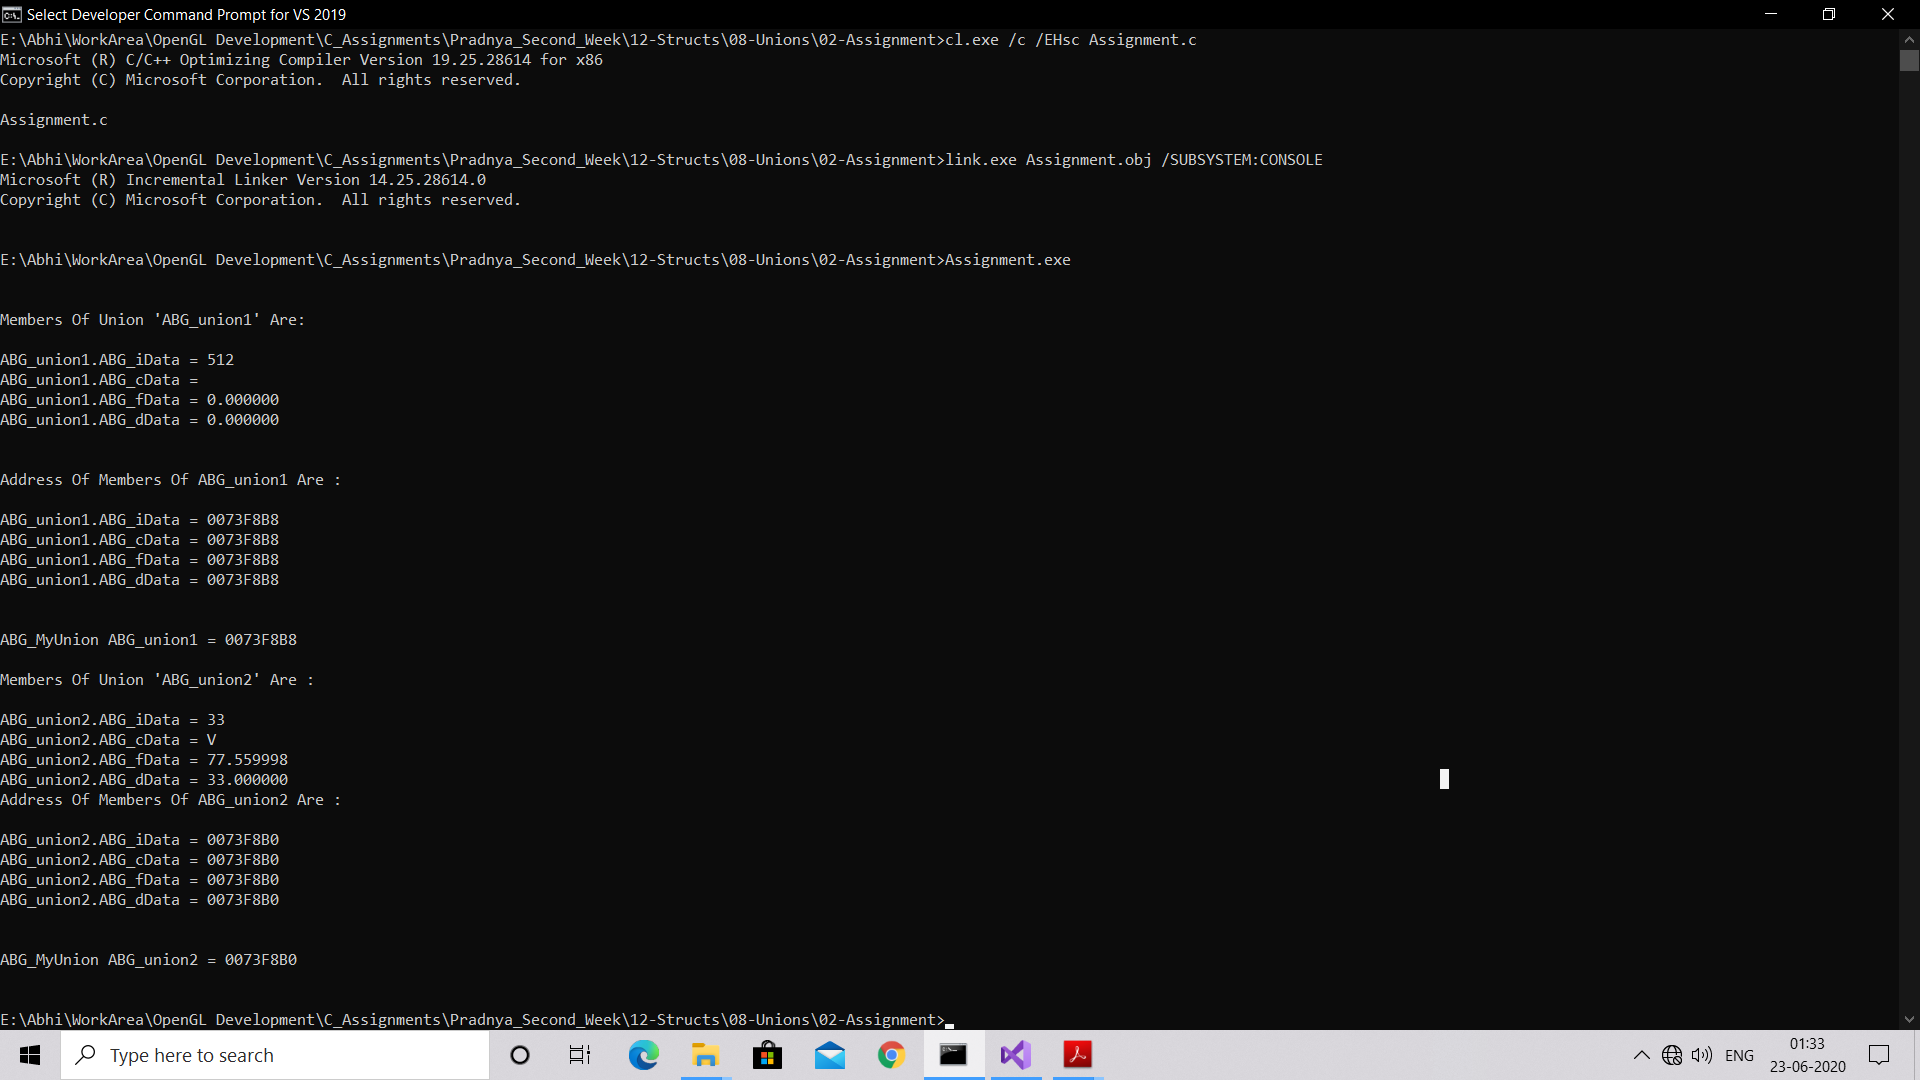 Select Developer Command Prompt for VS 2019
E:\Abhi\WorkArea\OpenGL Development\C_Assignments\Pradnya_Second_Week\12-Structs\08-Unions\02-Assignment>cl.exe /c /EHsc Assignment.c
Microsoft (R) C/C++ Optimizing Compiler Version 19.25.28614 for x86
Copyright (C) Microsoft Corporation.  All rights reserved.
Assignment.c
E:\Abhi\WorkArea\OpenGL Development\C_Assignments\Pradnya_Second_Week\12-Structs\08-Unions\02-Assignment>link.exe Assignment.obj /SUBSYSTEM:CONSOLE
Microsoft (R) Incremental Linker Version 14.25.28614.0
Copyright (C) Microsoft Corporation.  All rights reserved.
E:\Abhi\WorkArea\OpenGL Development\C_Assignments\Pradnya_Second_Week\12-Structs\08-Unions\02-Assignment>Assignment.exe
Members Of Union 'ABG_union1' Are:
ABG_union1.ABG_iData = 512
ABG_union1.ABG_cData =
ABG_union1.ABG_fData = 0.000000
ABG_union1.ABG_dData = 0.000000
Address Of Members Of ABG_union1 Are :
ABG_union1.ABG_iData = 0073F8B8
ABG_union1.ABG_cData = 0073F8B8
ABG_union1.ABG_fData = 0073F8B8
ABG_union1.ABG_dData = 0073F8B8
ABG_MyUnion ABG_union1 = 0073F8B8
Members Of Union 'ABG_union2' Are :
ABG_union2.ABG_iData = 33
ABG_union2.ABG_cData = V
ABG_union2.ABG_fData = 77.559998
ABG_union2.ABG_dData = 33.000000
Address Of Members Of ABG_union2 Are :
ABG_union2.ABG_iData = 0073F8B0
ABG_union2.ABG_cData = 0073F8B0
ABG_union2.ABG_fData = 0073F8B0
ABG_union2.ABG_dData = 0073F8B0
ABG_MyUnion ABG_union2 = 0073F8B0
E:\Abhi\WorkArea\OpenGL Development\C_Assignments\Pradnya_Second_Week\12-Structs\08-Unions\02-Assignment>
Type here to search
ENG
01:33
23-06-2020